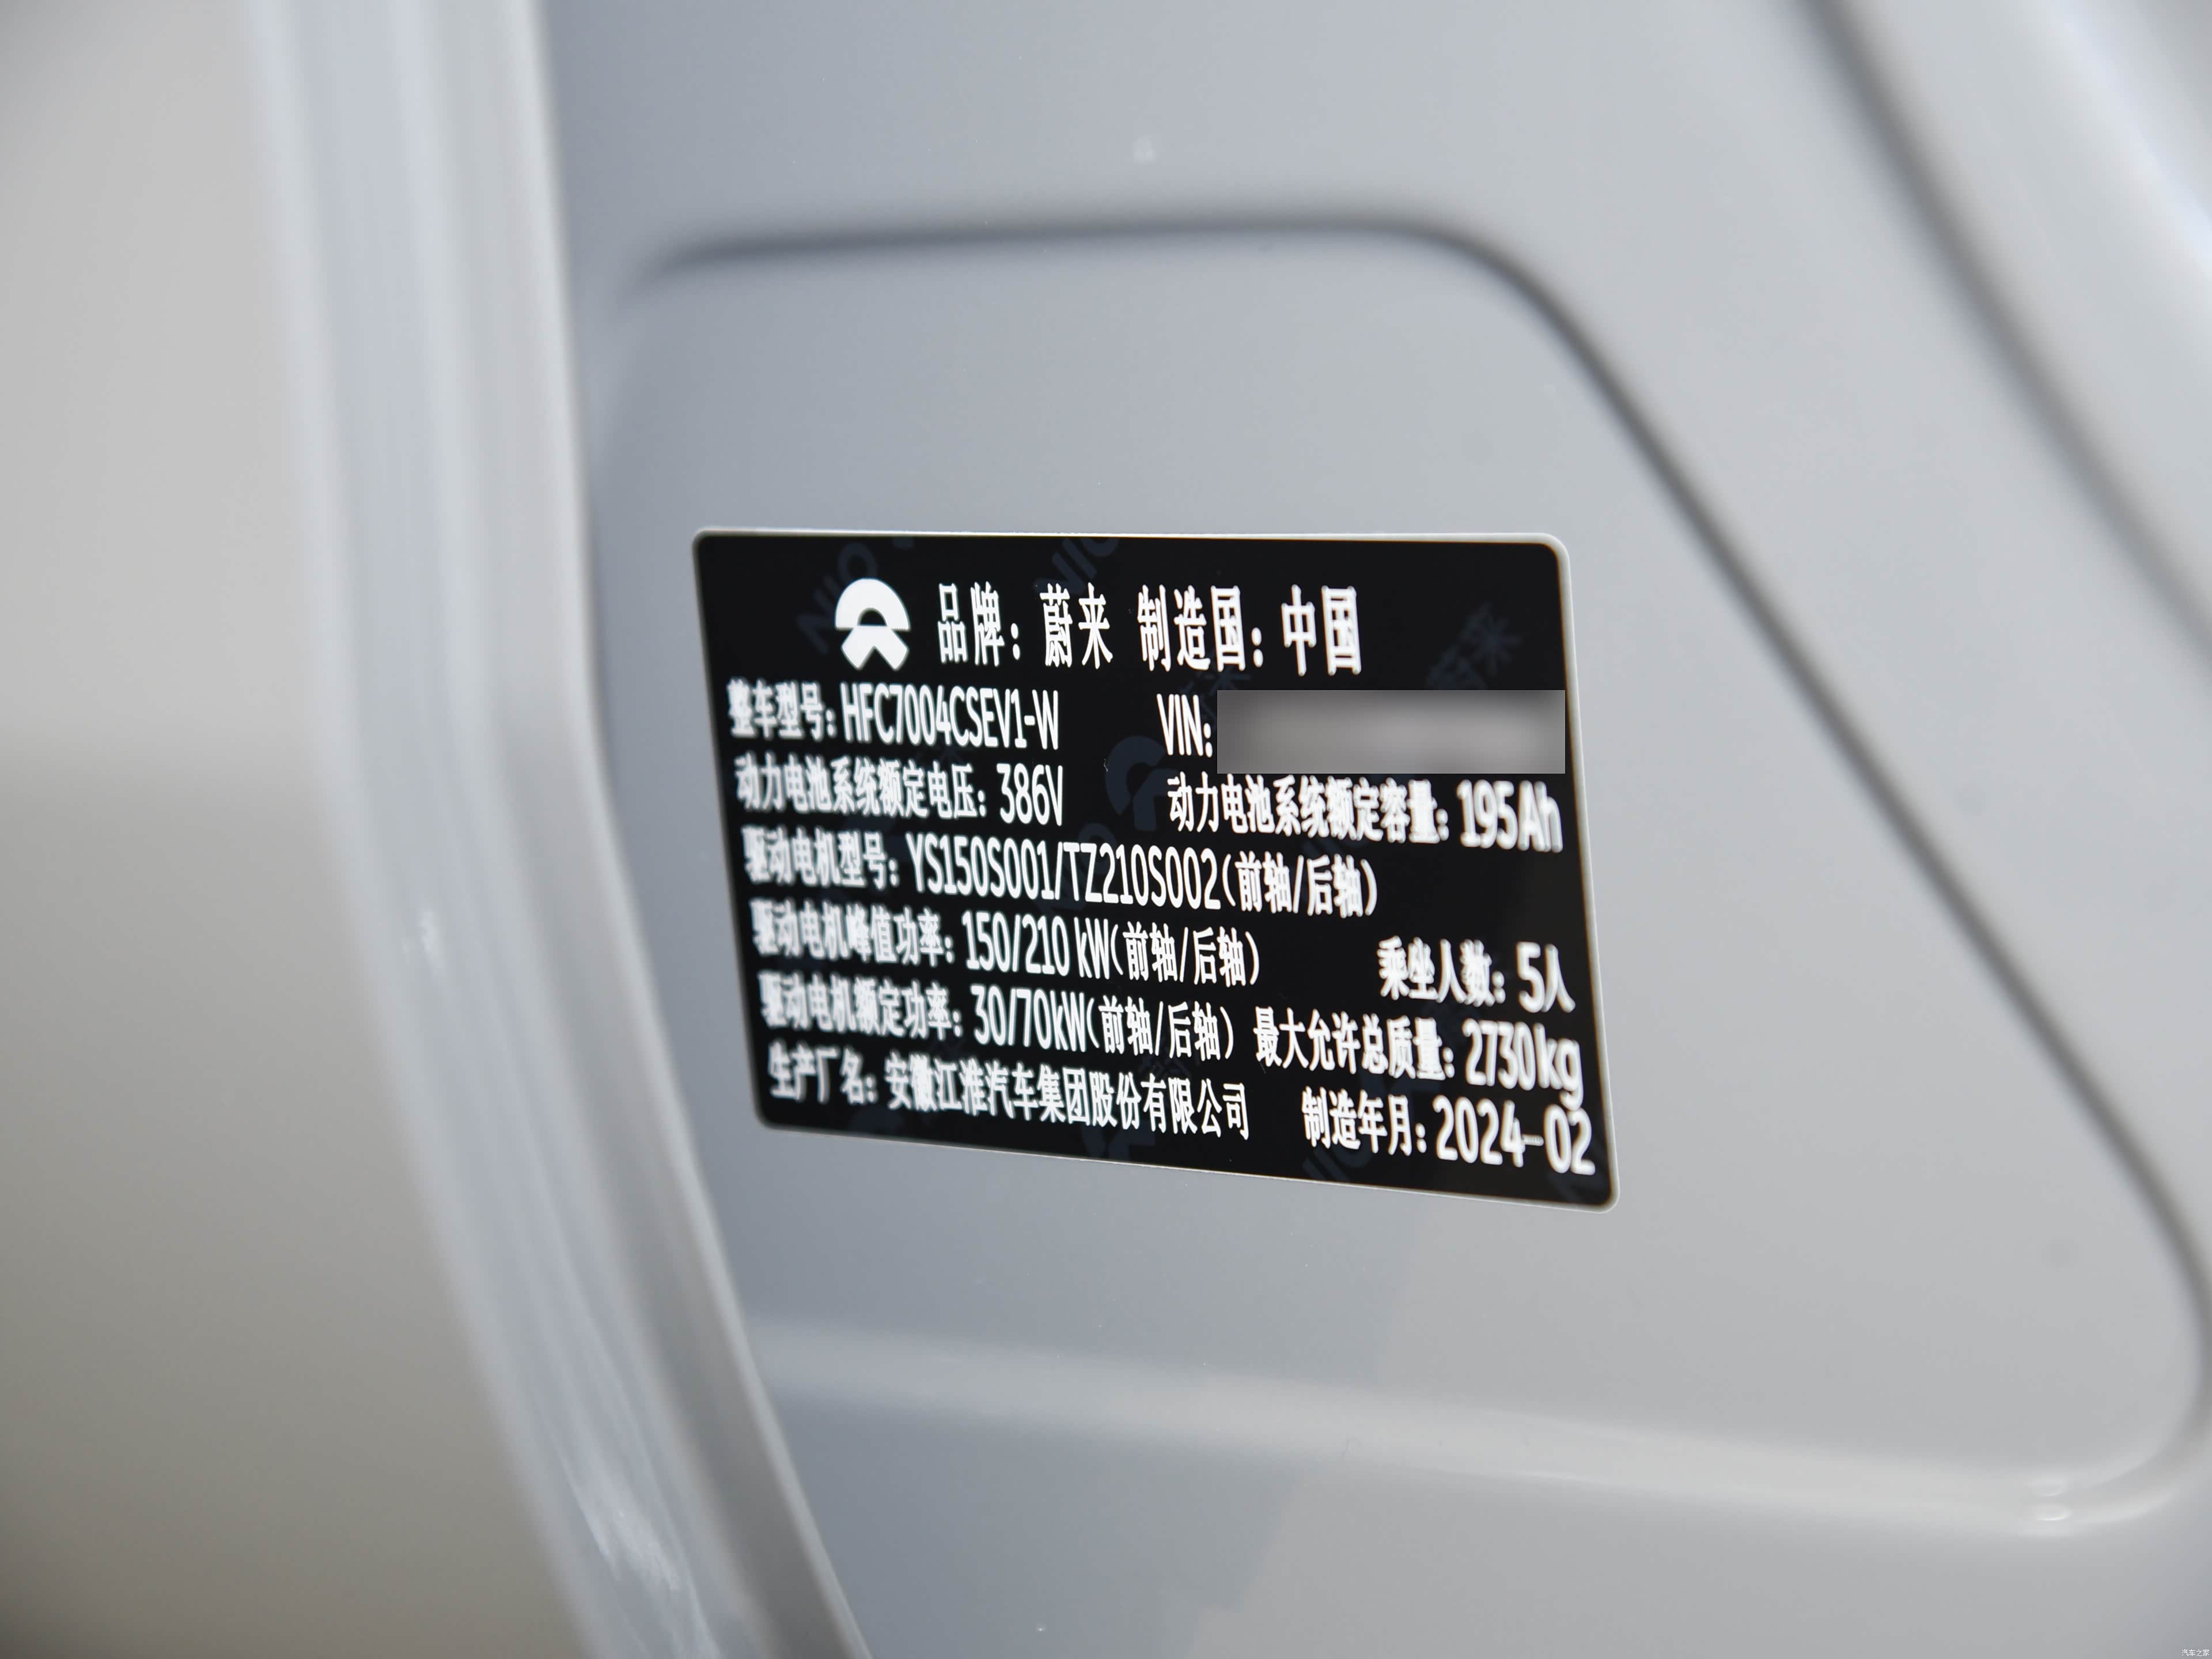 品牌：蔚来 制造国：中国
整车型号：HFC7004CSEV1-W VIN：
动力电池系统额定电压：386V 动力电池系统额定容量：195Ah
驱动电机型号：YS150S001/TZ210S002（前轴/后轴）
驱动电机峰值功率：150/210 kW（前轴/后轴） 乘坐人数：5人
驱动电机额定功率：30/70kW（前轴/后轴） 最大允许总质量：2730kg
生产厂名：安徽江淮汽车集团股份有限公司 制造年月：2024-02
汽车之家